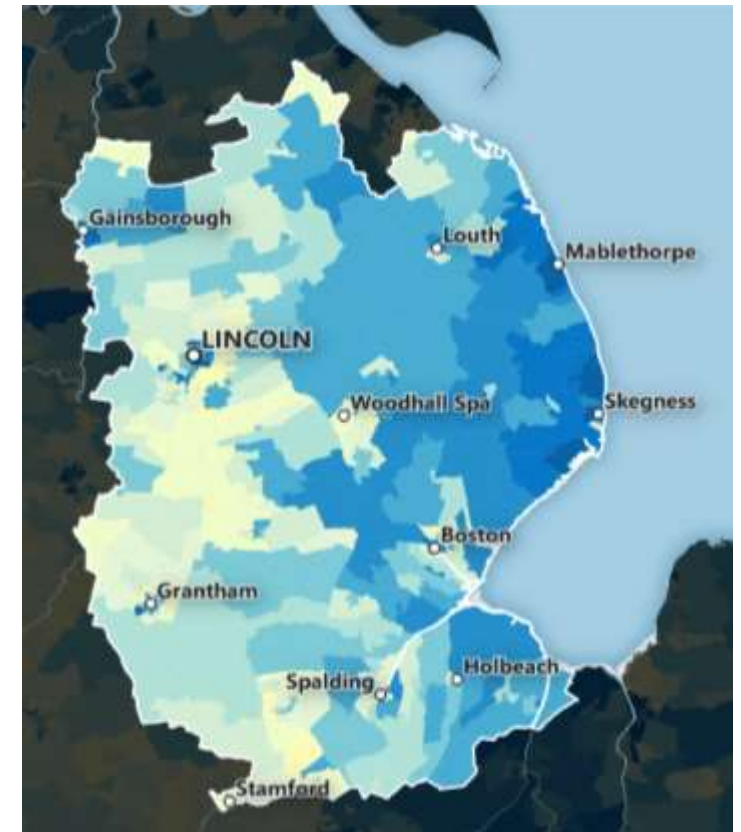 Gainsborough
Louth
Mablethorpe
LINCOLN
Woodhall Spa
Skegness
Boston
Grantham
Holbeach
Spalding
Stamford